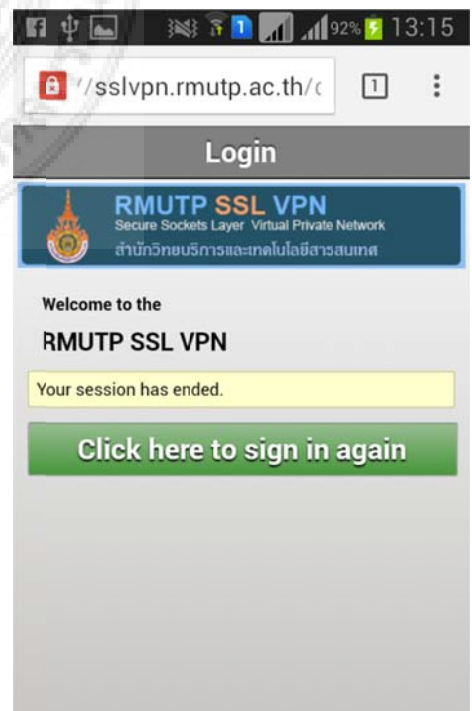 1
92%
13:15
//sslvpn.rmutp.ac.th/c
1
Login
RMUTP SSL VPN
Secure Sockets Layer Virtual Private Network
สำนักวิทยบริการและเทคโนโลยีสารสนเทศ
Welcome to the
RMUTP SSL VPN
Your session has ended.
Click here to sign in again